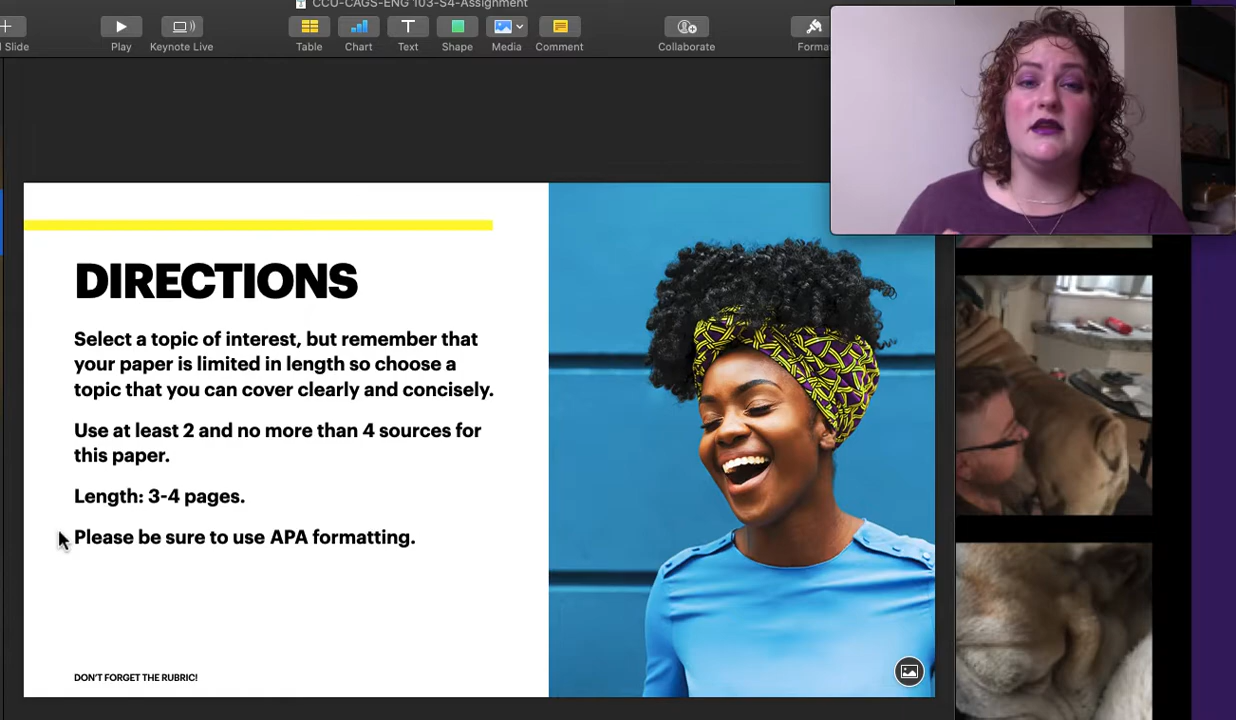 CCU-CAGS-ENG 103-S4-Assignment
Slide
Play
Keynote Live
Table
Chart
Text
Shape
Media
Comment
Collaborate
Forma
DIRECTIONS
Select a topic of interest, but remember that
your paper is limited in length so choose a
topic that you can cover clearly and concisely.
Use at least 2 and no more than 4 sources for
this paper.
Length: 3-4 pages.
Please be sure to use APA formatting.
DON'T FORGET THE RUBRIC!